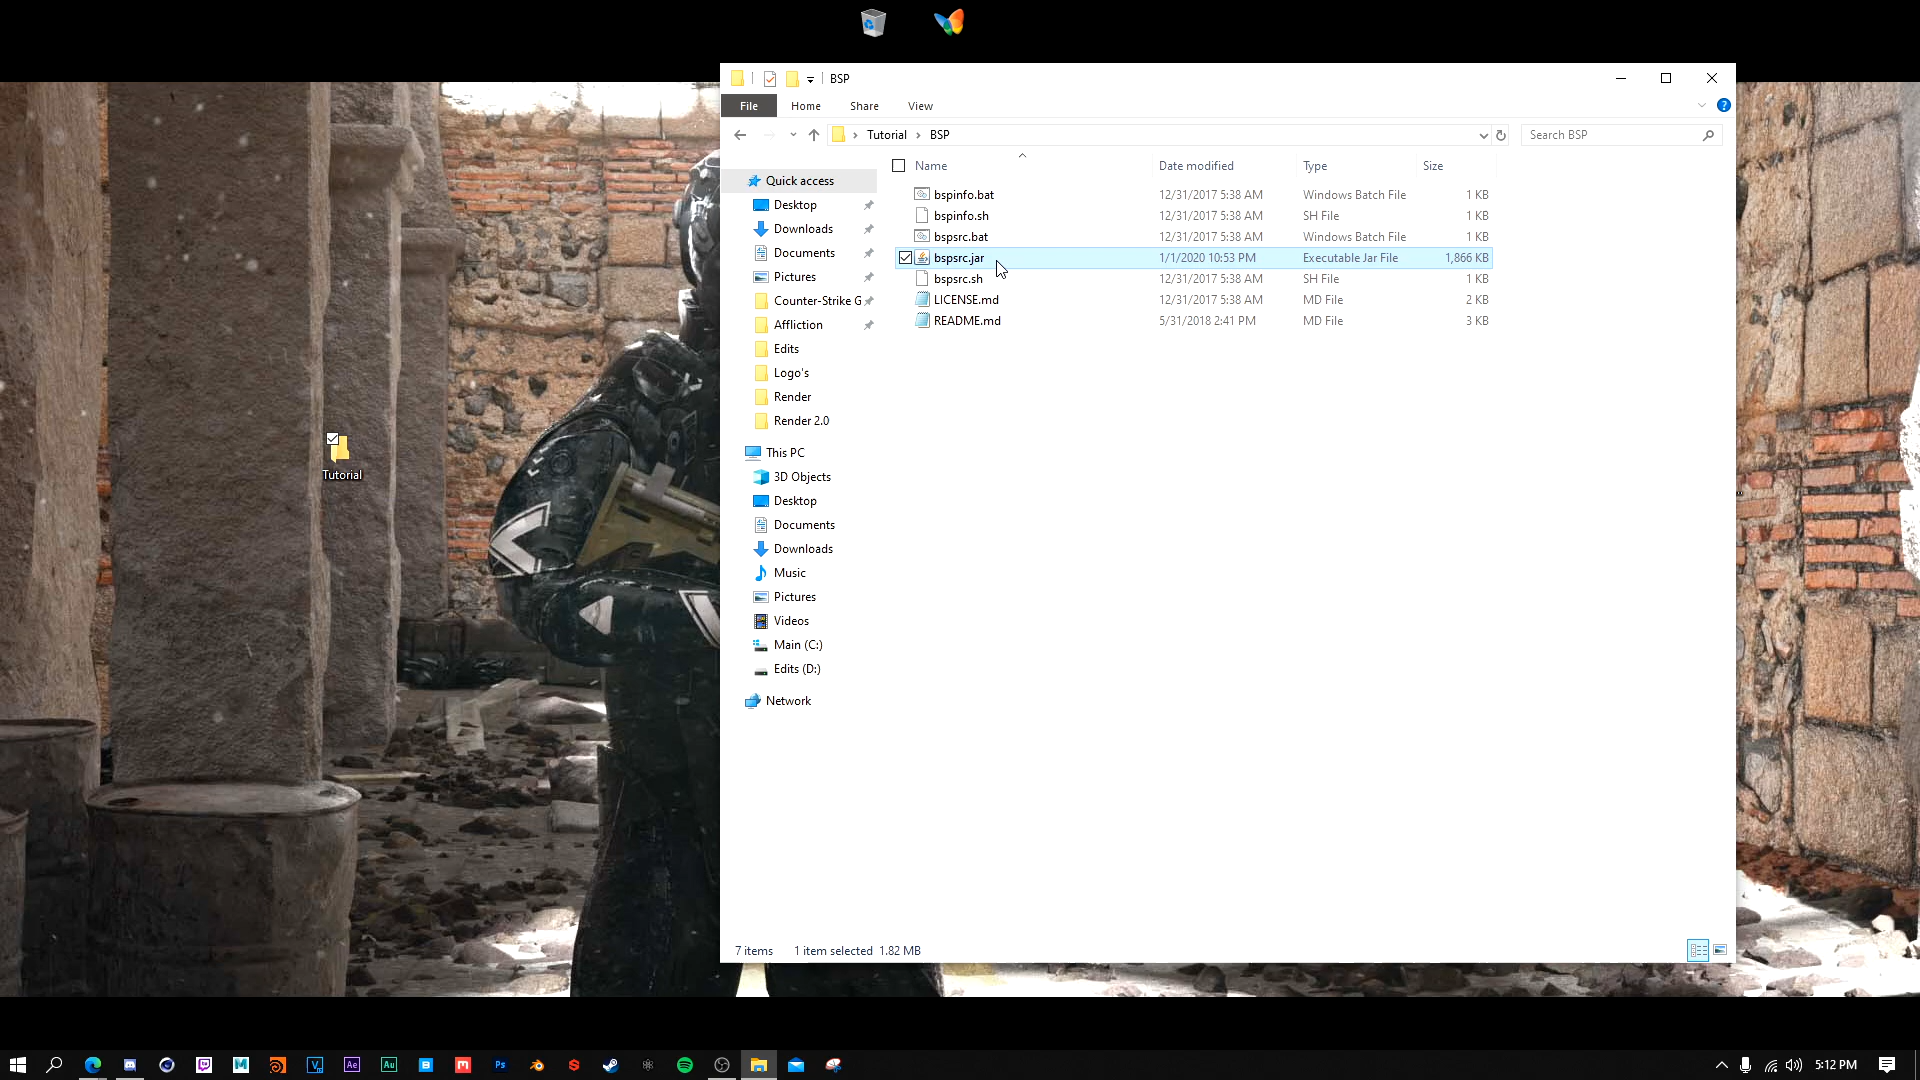 BSP
File Home Share View
Tutorial BSP
Search BSP
Name Date modified Type Size
bspinfo.bat 12/31/2017 5:38 AM Windows Batch File 1 KB
bspinfo.sh 12/31/2017 5:38 AM SH File 1 KB
bspsrc.bat 12/31/2017 5:38 AM Windows Batch File 1 KB
bspsrc.jar 1/1/2020 10:53 PM Executable Jar File 1,866 KB
bspsrc.sh 12/31/2017 5:38 AM SH File 1 KB
LICENSE.md 12/31/2017 5:38 AM MD File 2 KB
README.md 5/31/2018 2:41 PM MD File 3 KB
Quick access
Desktop
Downloads
Documents
Pictures
Counter-Strike G
Affliction
Edits
Logo's
Render
Render 2.0
This PC
3D Objects
Desktop
Documents
Downloads
Music
Pictures
Videos
Main (C:)
Edits (D:)
Network
Tutorial
7 items 1 item selected 1.82 MB
Ae Au Ps
5:12 PM